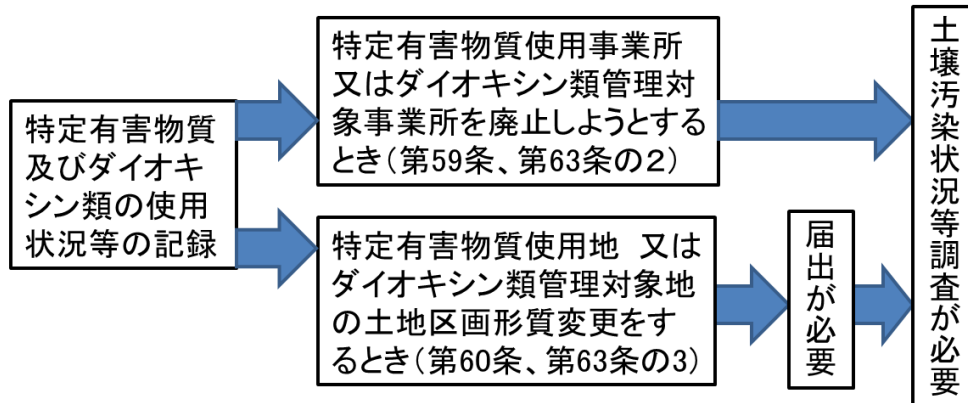 特定有害物質
及びダイオキ
シン類の使用
状況等の記録
特定有害物質使用事業所
又はダイオキシン類管理対
象事業所を廃止しようとする
とき（第59条、第63条の２）
特定有害物質使用地 又は
ダイオキシン類管理対象地
の土地区画形質変更をす
るとき（第60条、第63条の3）
届出が必要
土壌汚染状況等調査が必要